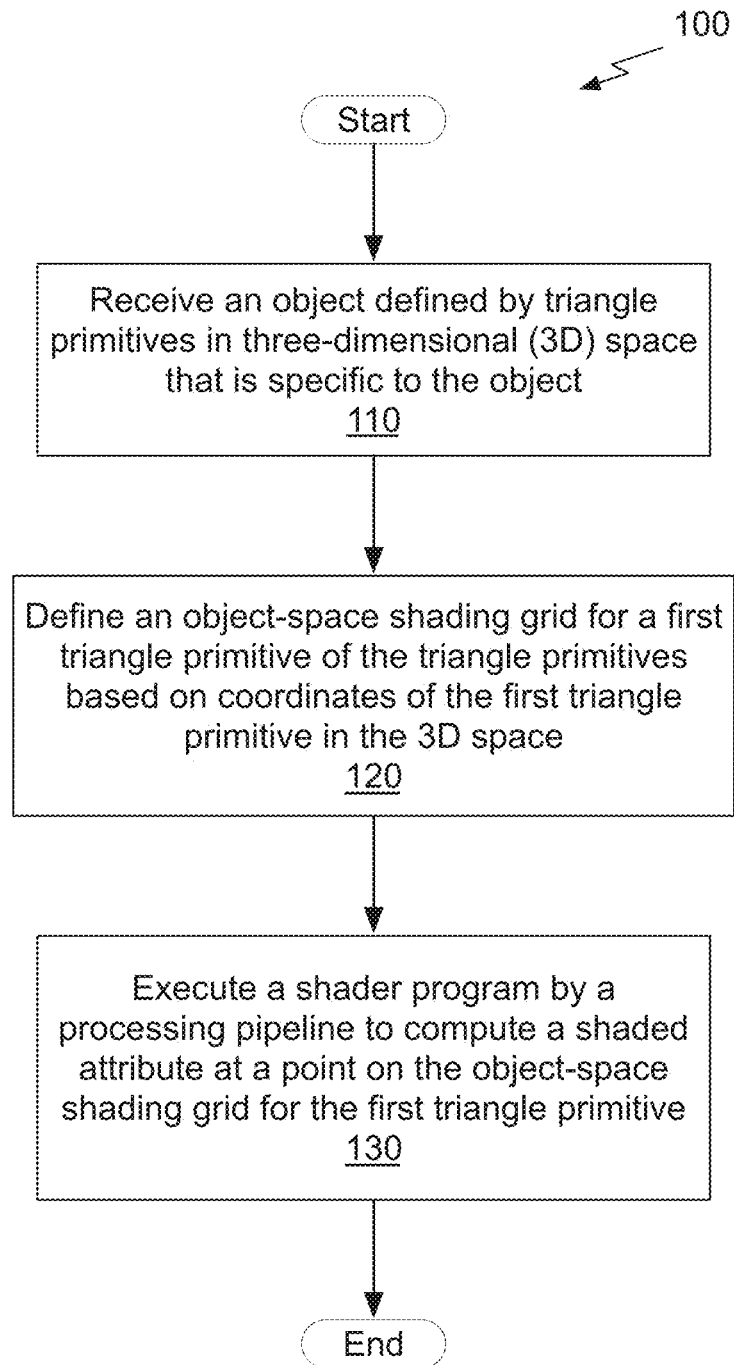 100
Start
Receive an object defined by triangle
primitives in three-dimensional (3D) space
that is specific to the object
110
Define an object-space shading grid for a first
triangle primitive of the triangle primitives
based on coordinates of the first triangle
primitive in the 3D space
120
Execute a shader program by a
processing pipeline to compute a shaded
attribute at a point on the object-space
shading grid for the first triangle primitive
130
End